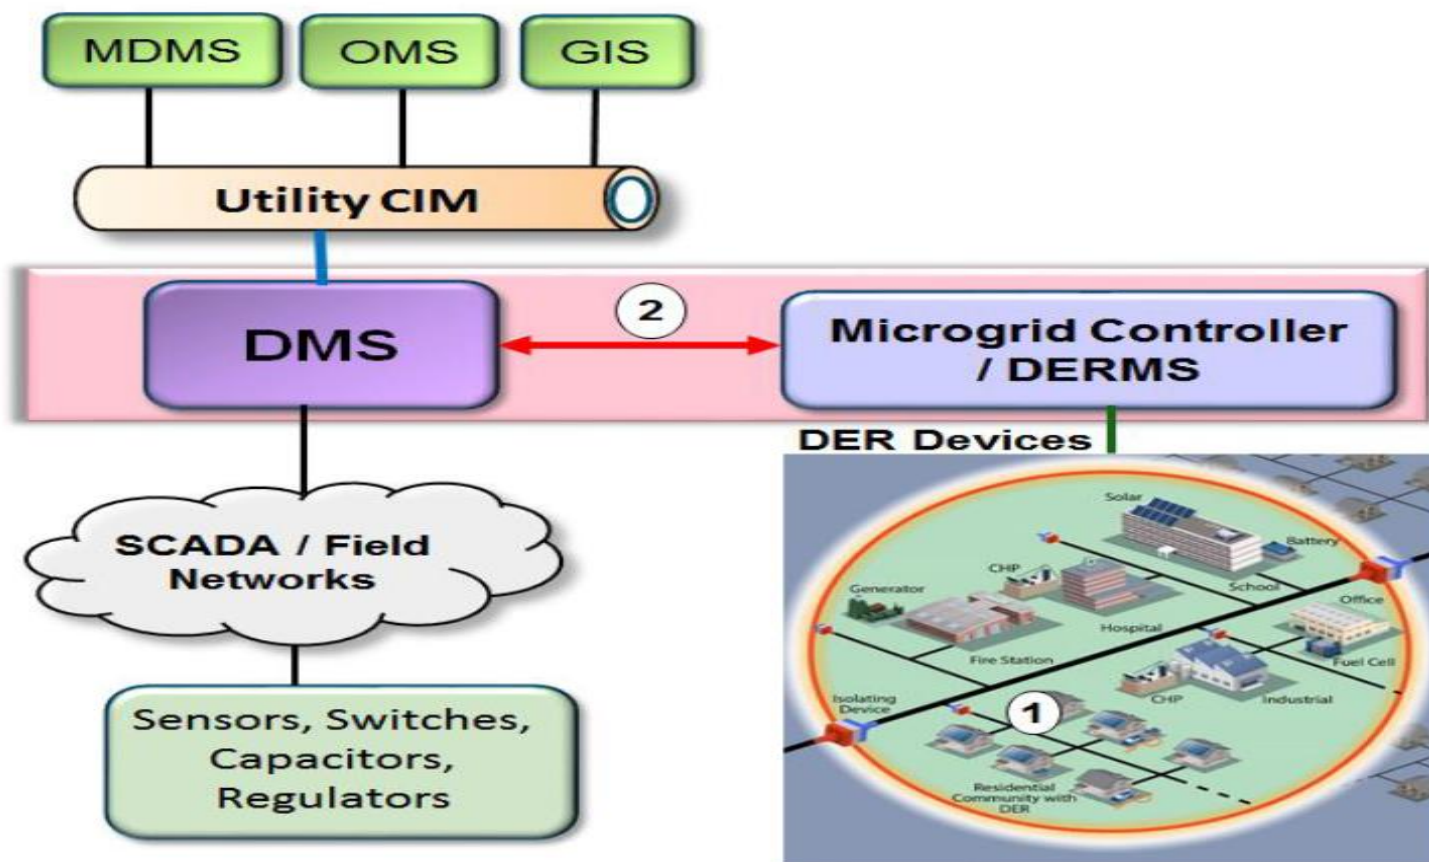 MDMS
OMS
GIS
Utility CIM
DMS
2
Microgrid Controller
/ DERMS
DER Devices
SCADA / Field
Networks
Sensors, Switches,
Capacitors,
Regulators
Solar
Battery
CHP
School
Generator
Office
Hospital
Fire Station
Fuel Cell
Isolating
Device
1
CHP
Industrial
Residential
Community with
DER